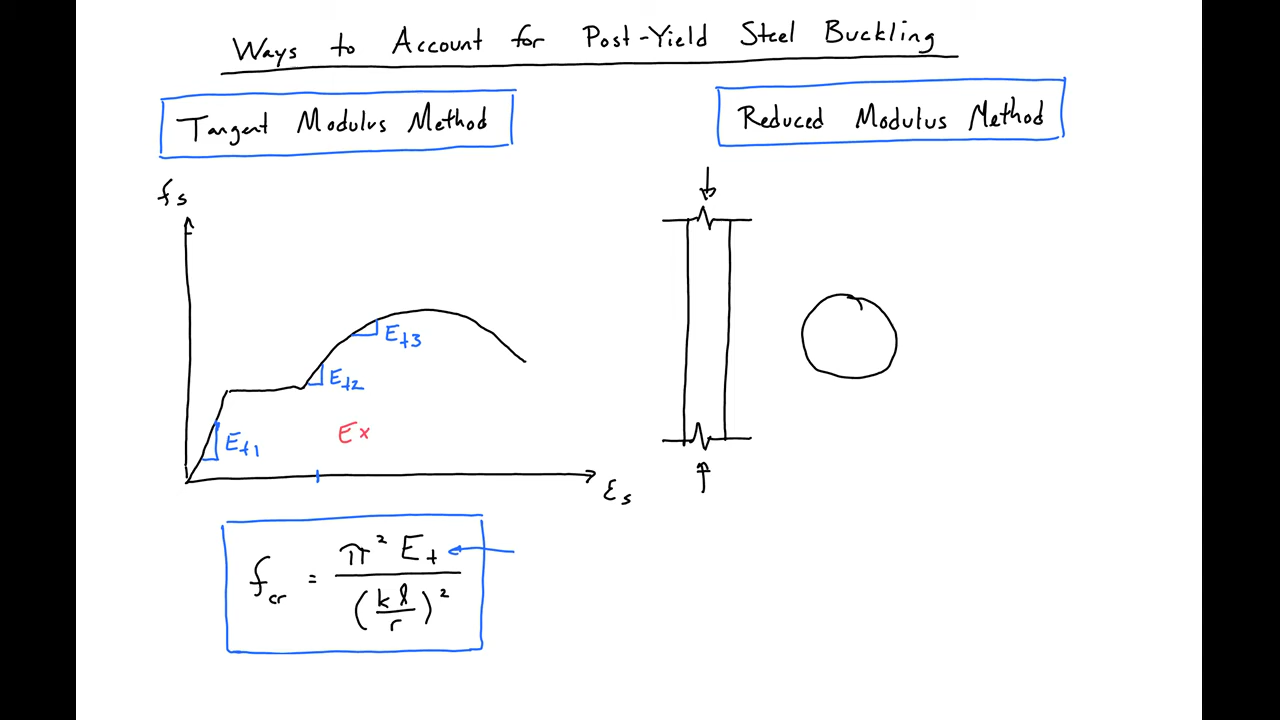 Ways to Account for Post-Yield Steel Buckling
Tangent Modulus Method
Reduced Modulus Method
fs
Et3
Et2
Ex
Et1
Ɛs
fcr = π² Et / (kl/r)²